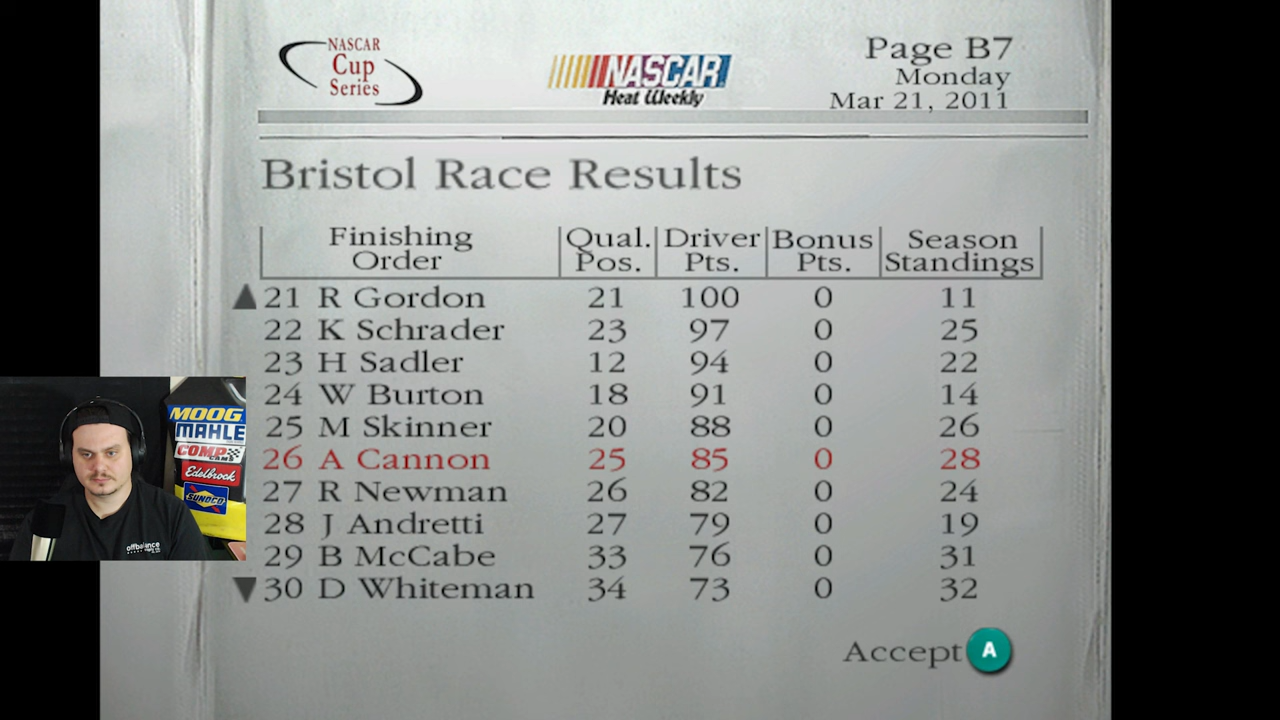 NASCAR
Cup
Series
NASCAR
Heat Weekly
Page B7
Monday
Mar 21, 2011
Bristol Race Results
Finishing Order Qual. Pos. Driver Pts. Bonus Pts. Season Standings
21 R Gordon 21 100 0 11
22 K Schrader 23 97 0 25
23 H Sadler 12 94 0 22
24 W Burton 18 91 0 14
25 M Skinner 20 88 0 26
26 A Cannon 25 85 0 28
27 R Newman 26 82 0 24
28 J Andretti 27 79 0 19
29 B McCabe 33 76 0 31
30 D Whiteman 34 73 0 32
Accept A
MOOG
MAHLE
COMP
CAMS
Edelbrock
SUNOCO